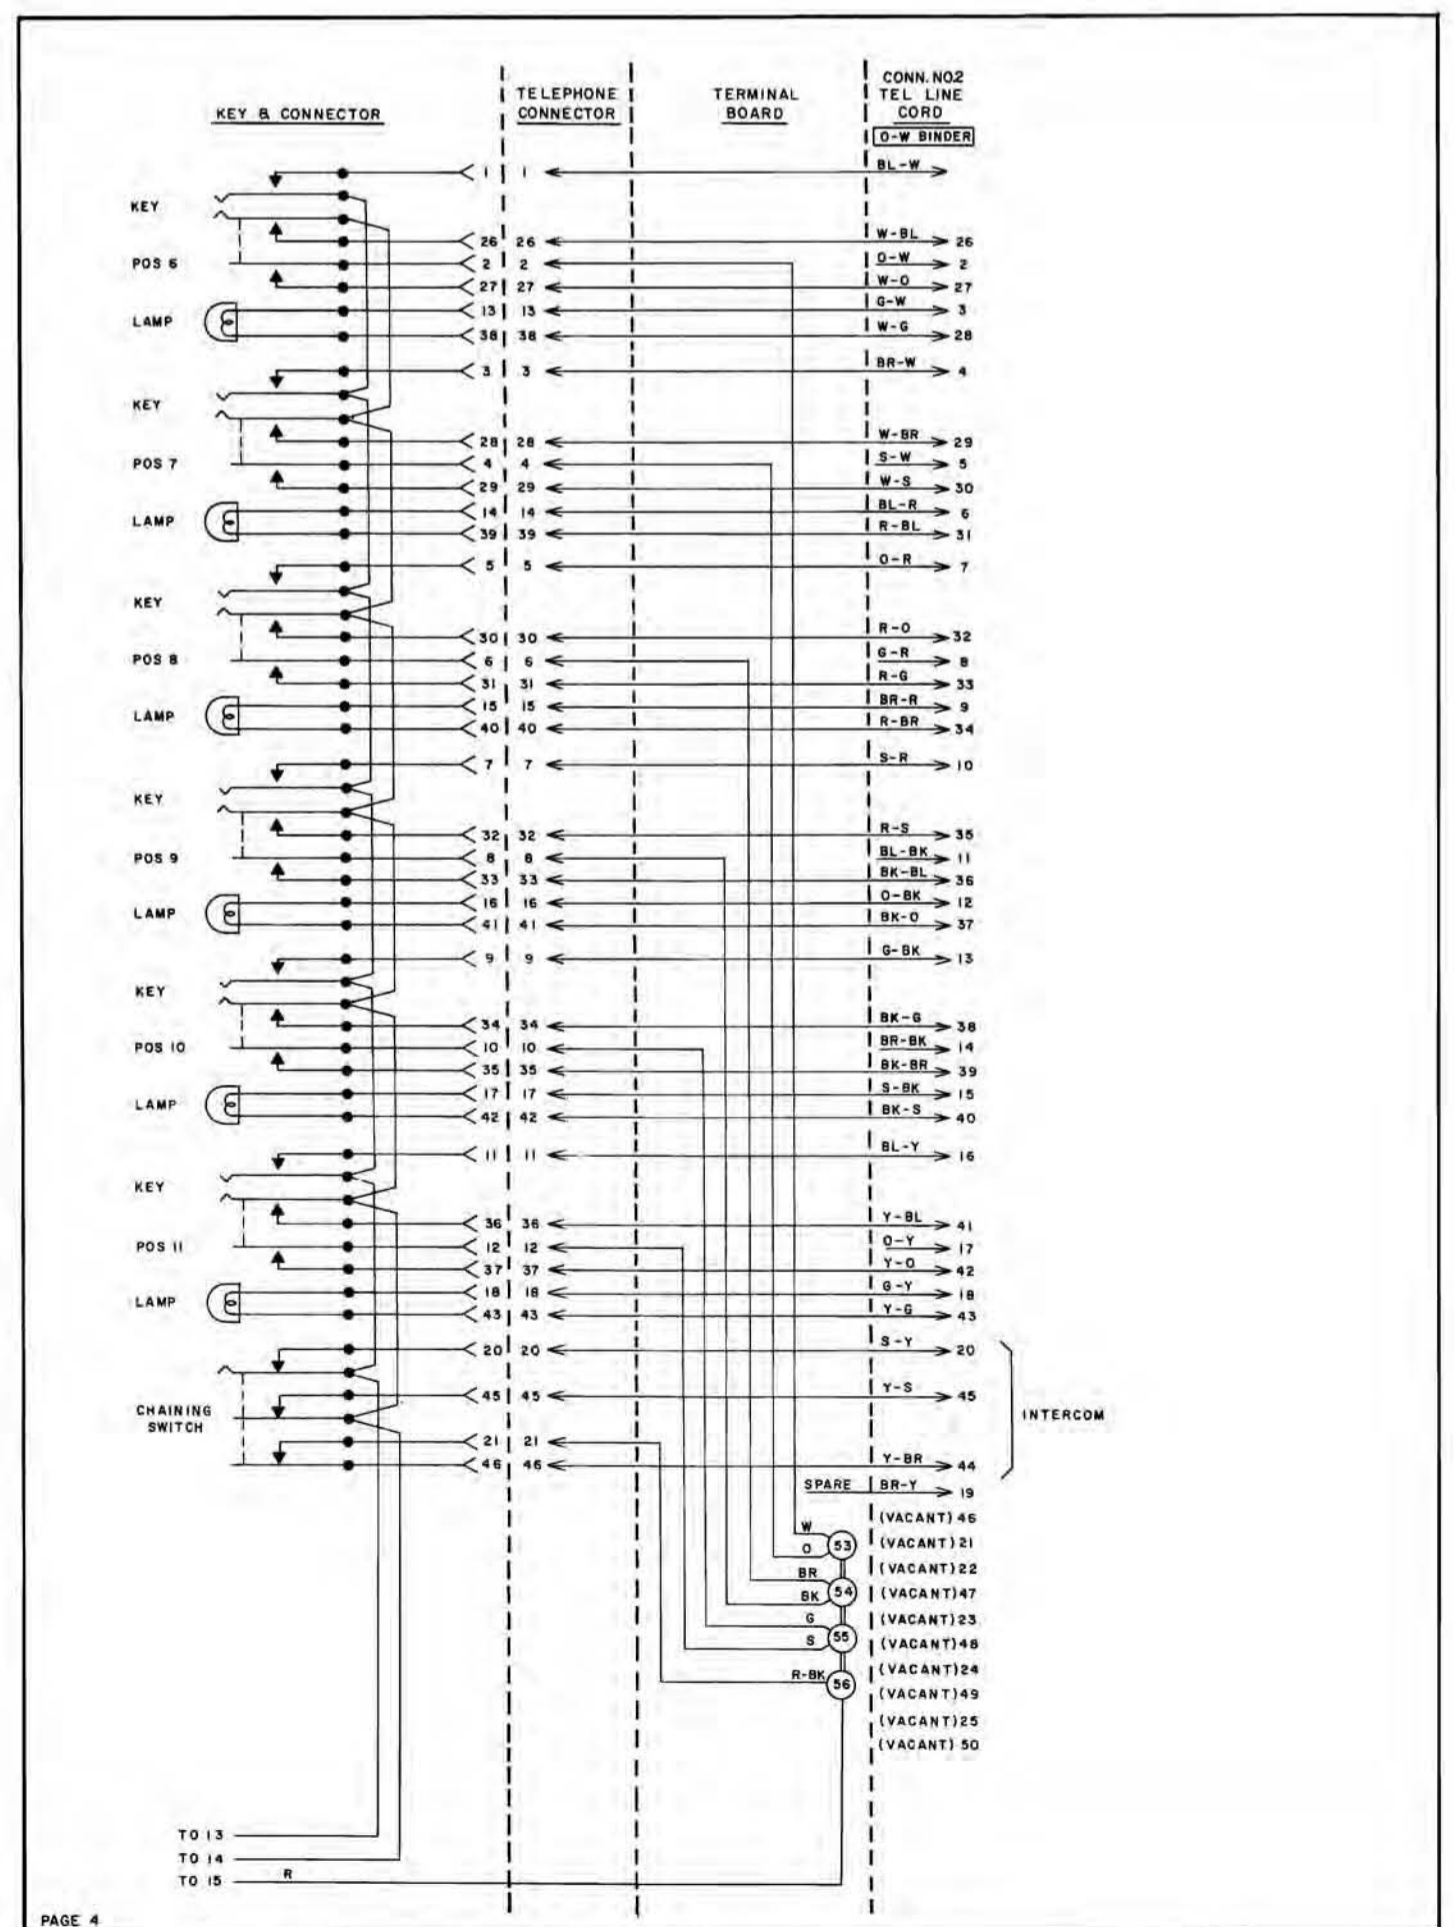 KEY & CONNECTOR
TELEPHONE CONNECTOR
TERMINAL BOARD
CONN. NO.2 TEL LINE CORD
O-W BINDER
1 1 BL-W
KEY
26 26 W-BL 26
POS 6 2 2 O-W 2
27 27 W-O 27
13 13 G-W 3
LAMP
38 38 W-G 28
3 3 BR-W 4
KEY
28 28 W-BR 29
POS 7 4 4 S-W 5
29 29 W-S 30
14 14 BL-R 6
LAMP
39 39 R-BL 31
5 5 O-R 7
KEY
30 30 R-O 32
POS 8 6 6 G-R 8
31 31 R-G 33
15 15 BR-R 9
LAMP
40 40 R-BR 34
7 7 S-R 10
KEY
32 32 R-S 35
POS 9 8 8 BL-BK 11
33 33 BK-BL 36
16 16 O-BK 12
LAMP
41 41 BK-O 37
9 9 G-BK 13
KEY
34 34 BK-G 38
POS 10 10 10 BR-BK 14
35 35 BK-BR 39
17 17 S-BK 15
LAMP
42 42 BK-S 40
11 11 BL-Y 16
KEY
36 36 Y-BL 41
POS 11 12 12 O-Y 17
37 37 Y-O 42
18 18 G-Y 18
LAMP
43 43 Y-G 43
20 20 S-Y 20
45 45 Y-S 45
CHAINING SWITCH
INTERCOM
21 21
46 46 Y-BR 44
SPARE BR-Y 19
(VACANT) 46
W
53
O
(VACANT) 21
(VACANT) 22
BR
54
BK
(VACANT) 47
(VACANT) 23
G
55
S
(VACANT) 48
(VACANT) 24
R-BK
56
(VACANT) 49
(VACANT) 25
(VACANT) 50
TO 13
TO 14
TO 15 R
PAGE 4